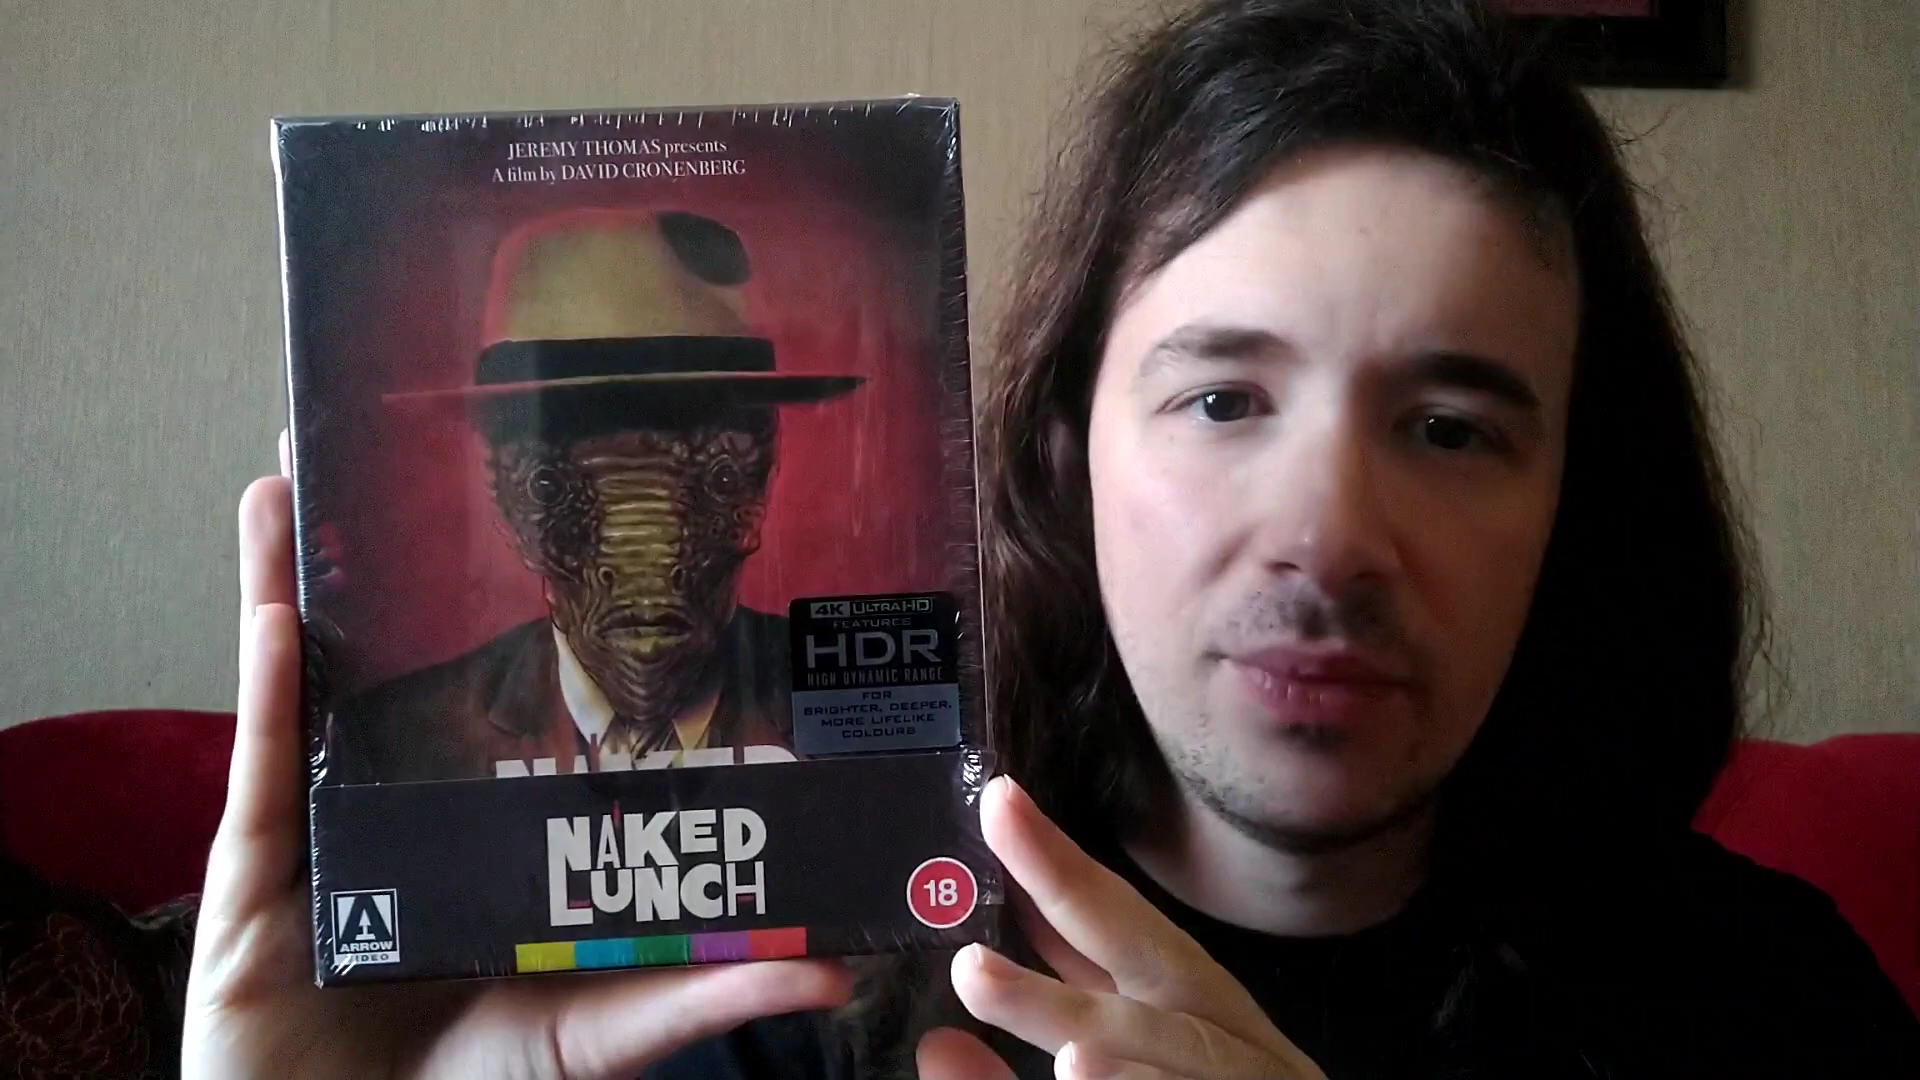 JEREMY THOMAS presents
A film by DAVID CRONENBERG
4K ULTRA HD
FEATURES
HDR
HIGH DYNAMIC RANGE
FOR
BRIGHTER, DEEPER,
MORE LIFELIKE
COLOURS
NAKED
NAKED
LUNCH
18
ARROW
VIDEO